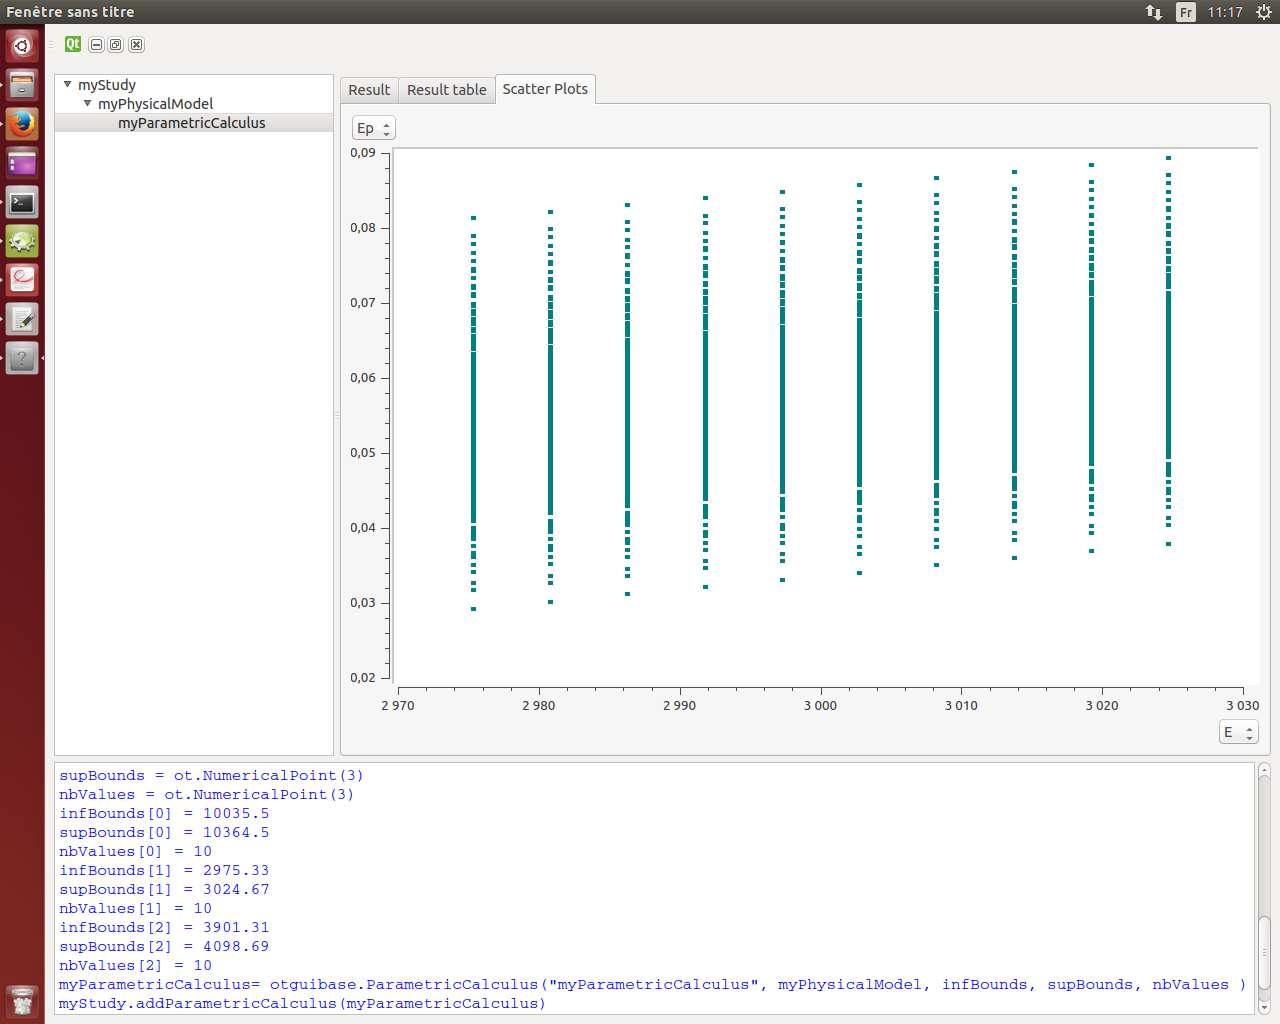 Fenêtre sans titre
Fr
11:17
Qt
myStudy
myPhysicalModel
myParametricCalculus
Result
Result table
Scatter Plots
Ep
0,09
0,08
0,07
0,06
0,05
0,04
0,03
0,02
2 970
2 980
2 990
3 000
3 010
3 020
3 030
E
supBounds = ot.NumericalPoint(3)
nbValues = ot.NumericalPoint(3)
infBounds[0] = 10035.5
supBounds[0] = 10364.5
nbValues[0] = 10
infBounds[1] = 2975.33
supBounds[1] = 3024.67
nbValues[1] = 10
infBounds[2] = 3901.31
supBounds[2] = 4098.69
nbValues[2] = 10
myParametricCalculus= otguibase.ParametricCalculus("myParametricCalculus", myPhysicalModel, infBounds, supBounds, nbValues )
myStudy.addParametricCalculus(myParametricCalculus)